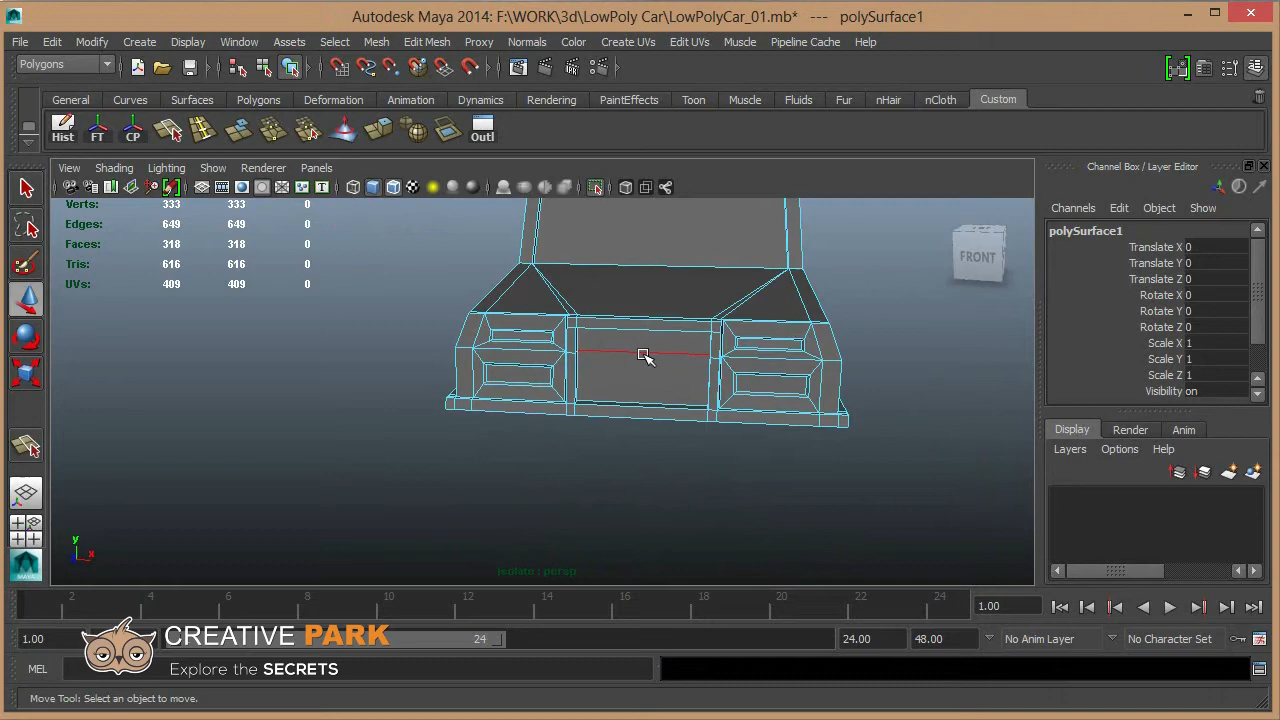 Autodesk Maya 2014: F:\WORK\3d\LowPoly Car\LowPolyCar_01.mb* --- polySurface1
File Edit Modify Create Display Window Assets Select Mesh Edit Mesh Proxy Normals Color Create UVs Edit UVs Muscle Pipeline Cache Help
Polygons
General Curves Surfaces Polygons Deformation Animation Dynamics Rendering PaintEffects Toon Muscle Fluids Fur nHair nCloth Custom
Hist FT CP Outl
View Shading Lighting Show Renderer Panels
Verts: 333 333 0
Edges: 649 649 0
Faces: 318 318 0
Tris: 616 616 0
UVs: 409 409 0
FRONT
y
x
isolate : persp
Channel Box / Layer Editor
Channels Edit Object Show
polySurface1
Translate X 0
Translate Y 0
Translate Z 0
Rotate X 0
Rotate Y 0
Rotate Z 0
Scale X 1
Scale Y 1
Scale Z 1
Visibility on
Display Render Anim
Layers Options Help
2 4 6 8 10 12 14 16 18 20 22 24
1.00
1.00 24 24.00 48.00 No Anim Layer No Character Set
CREATIVE PARK
Explore the SECRETS
MEL
Move Tool: Select an object to move.